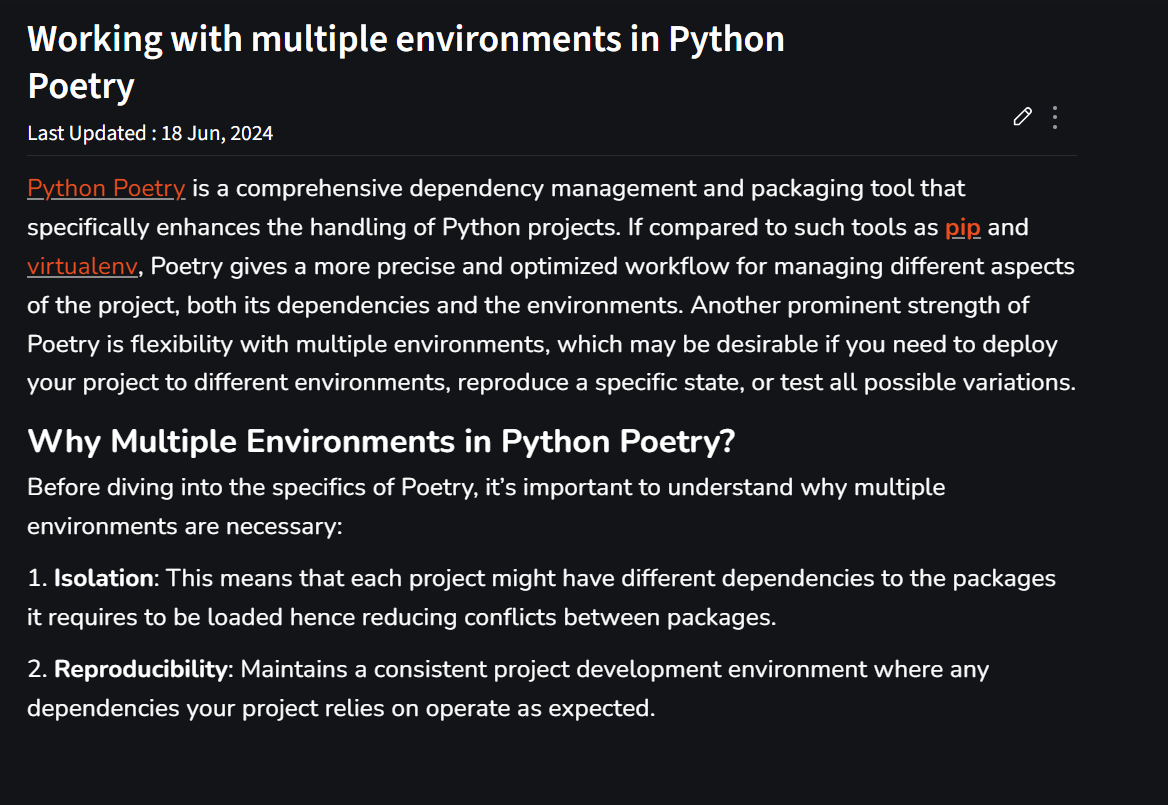 Working with multiple environments in Python
Poetry
Last Updated : 18 Jun, 2024
Python Poetry is a comprehensive dependency management and packaging tool that
specifically enhances the handling of Python projects. If compared to such tools as pip and
virtualenv, Poetry gives a more precise and optimized workflow for managing different aspects
of the project, both its dependencies and the environments. Another prominent strength of
Poetry is flexibility with multiple environments, which may be desirable if you need to deploy
your project to different environments, reproduce a specific state, or test all possible variations.
Why Multiple Environments in Python Poetry?
Before diving into the specifics of Poetry, it’s important to understand why multiple
environments are necessary:
1. Isolation: This means that each project might have different dependencies to the packages
it requires to be loaded hence reducing conflicts between packages.
2. Reproducibility: Maintains a consistent project development environment where any
dependencies your project relies on operate as expected.